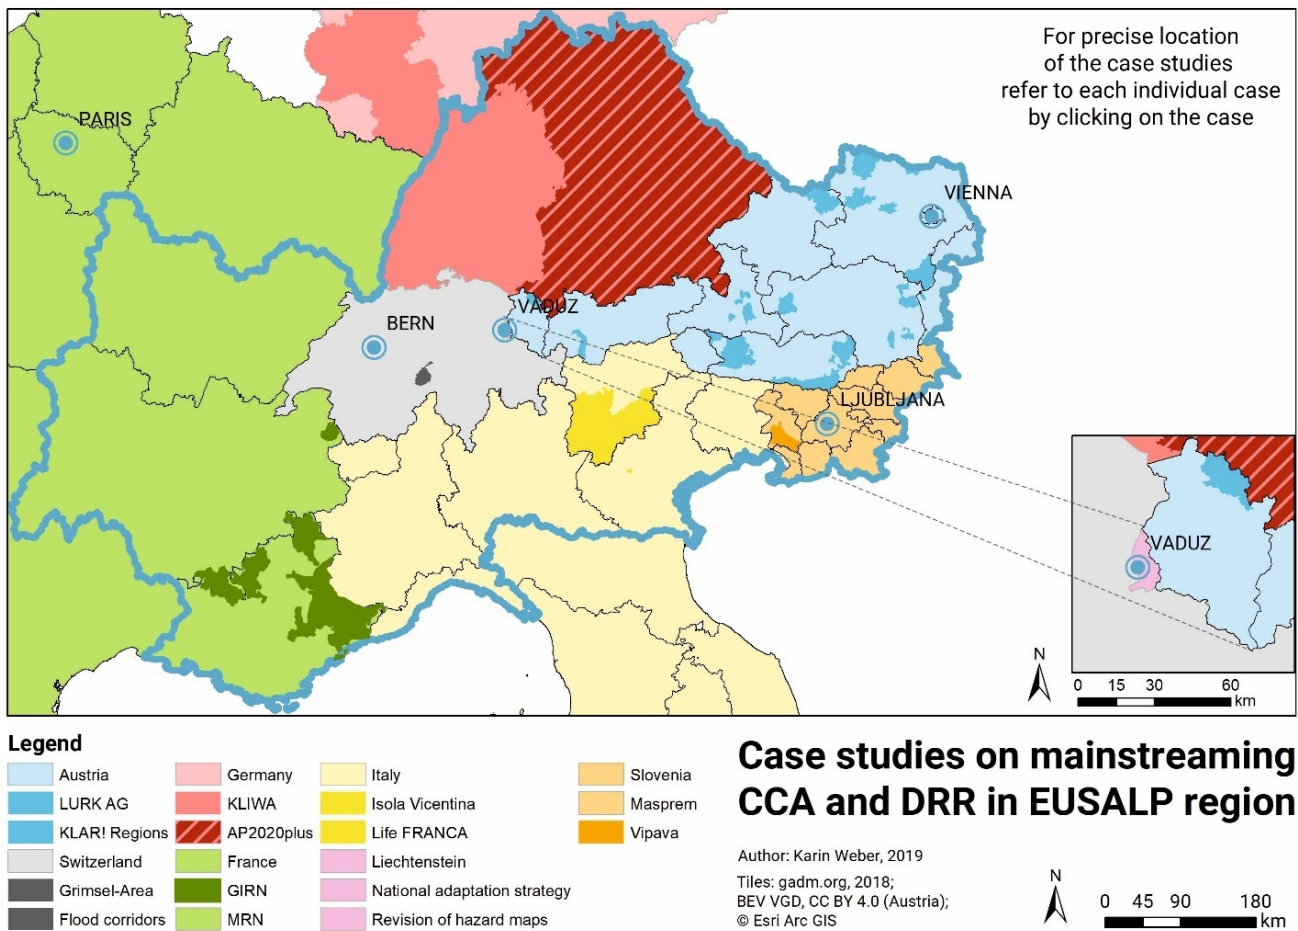 For precise location
of the case studies
refer to each individual case
by clicking on the case
PARIS
VIENNA
VADUZ
BERN
LJUBLJANA
VADUZ
N
0 15 30 60
km
Legend
Austria
LURK AG
KLAR! Regions
Switzerland
Grimsel-Area
Flood corridors
Germany
KLIWA
AP2020plus
France
GIRN
MRN
Italy
Isola Vicentina
Life FRANCA
Liechtenstein
National adaptation strategy
Revision of hazard maps
Slovenia
Masprem
Vipava
Case studies on mainstreaming
CCA and DRR in EUSALP region
Author: Karin Weber, 2019
Tiles: gadm.org, 2018;
BEV VGD, CC BY 4.0 (Austria);
© Esri Arc GIS
N
0 45 90 180
km